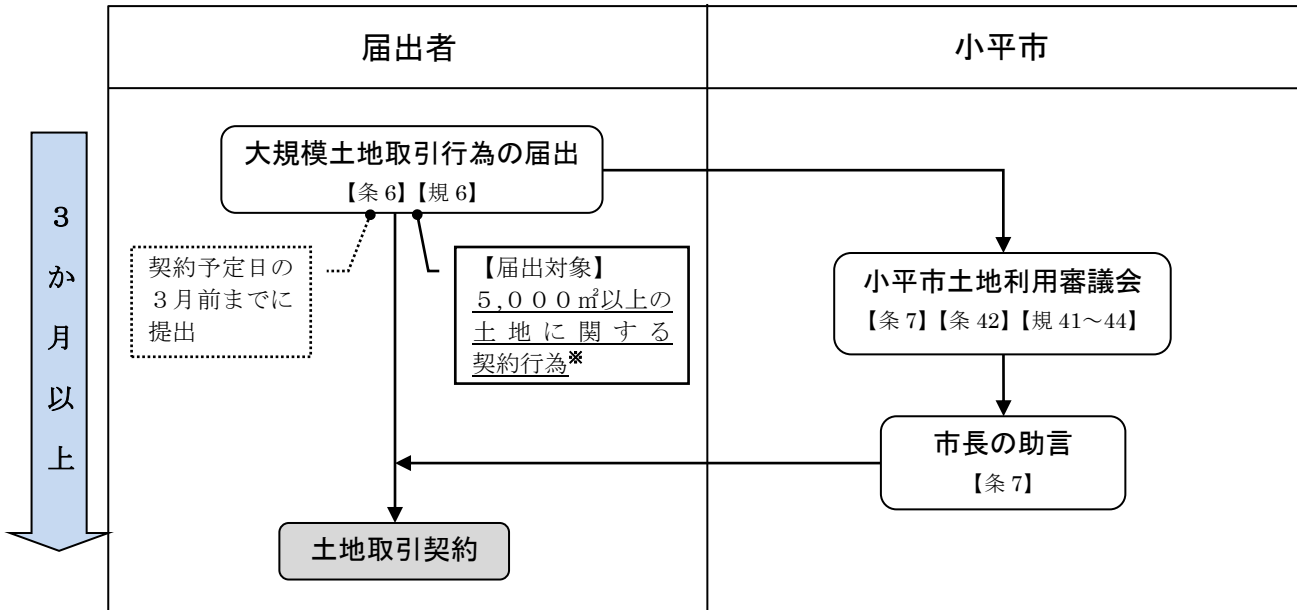 届出者
小平市
3
か
月
以
上
大規模土地取引行為の届出
【条 6】【規 6】
契約予定日の
３月前までに
提出
【届出対象】
５,０００㎡以上の
土地に関する
契約行為※
小平市土地利用審議会
【条 7】【条 42】【規 41～44】
市長の助言
【条 7】
土地取引契約